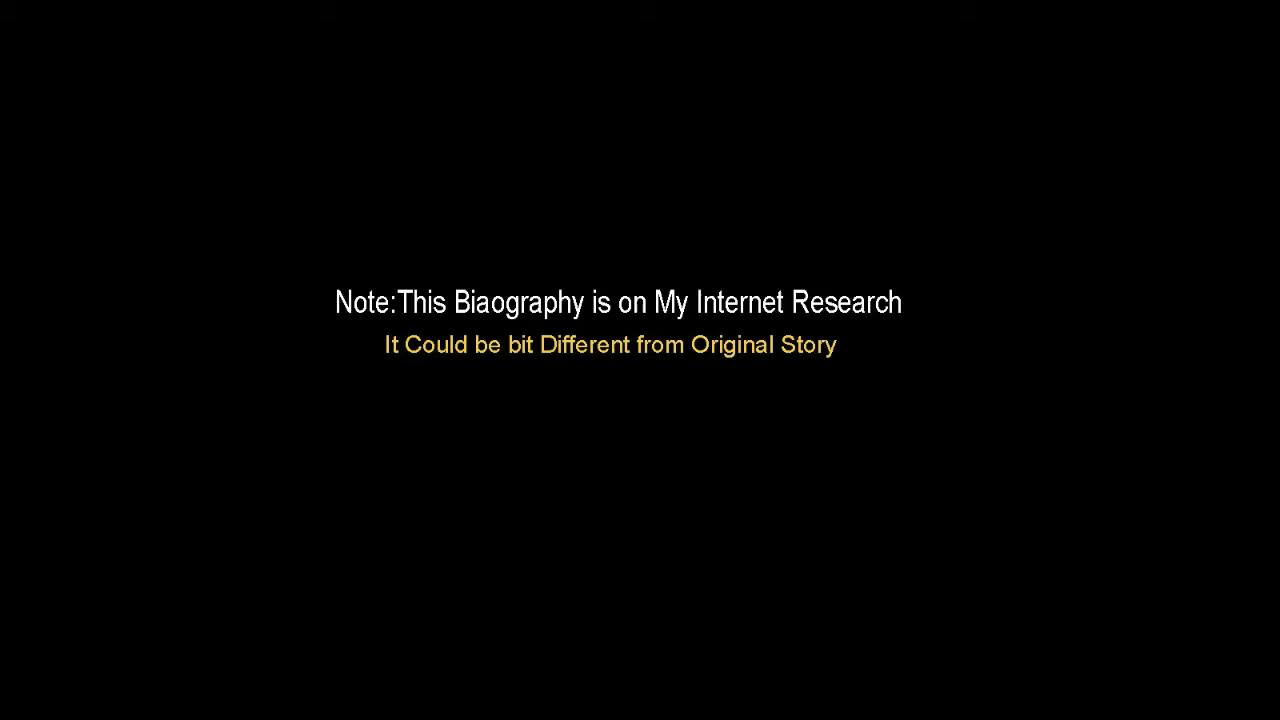 Note:This Biaography is on My Internet Research
It Could be bit Different from Original Story